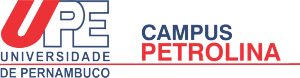 UPE
UNIVERSIDADE
DE PERNAMBUCO
CAMPUS
PETROLINA